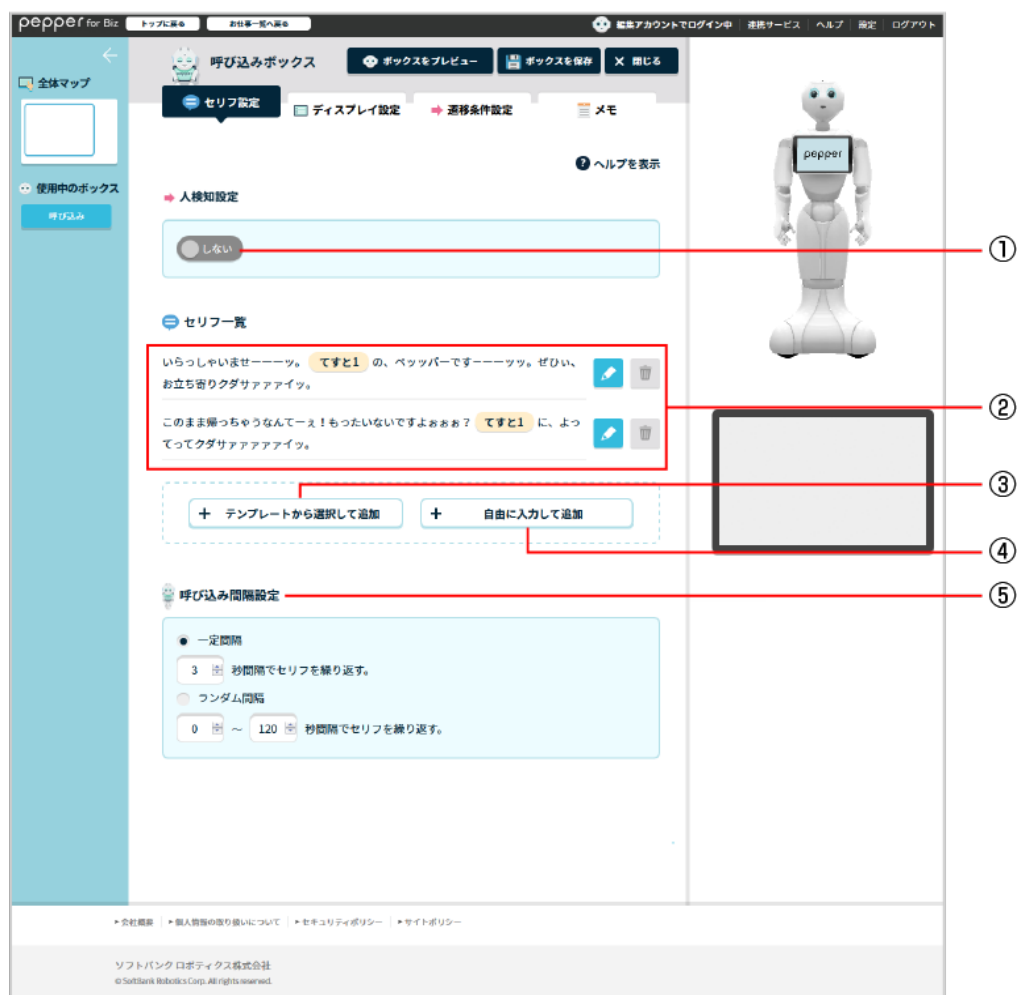 pepper for Biz トップに戻る お仕事一覧へ戻る 編集アカウントでログイン中 連携サービス ヘルプ 設定 ログアウト
全体マップ
使用中のボックス
呼び込み
呼び込みボックス ボックスをプレビュー ボックスを保存 × 閉じる
セリフ設定 ディスプレイ設定 遷移条件設定 メモ
ヘルプを表示
人検知設定
しない
①
セリフ一覧
いらっしゃいませーーーッ。 てすと1 の、ペッッパーですーーーッッ。ぜひぃ、
お立ち寄りクダサァァァイッ。
このまま帰っちゃうなんてーぇ！もったいないですよぉぉぉ？ てすと1 に、よっ
てってクダサァァァァァイッ。
②
+ テンプレートから選択して追加 + 自由に入力して追加
③
④
呼び込み間隔設定
⑤
一定間隔
3 秒間隔でセリフを繰り返す。
ランダム間隔
0 ～ 120 秒間隔でセリフを繰り返す。
pepper
会社概要 個人情報の取り扱いについて セキュリティポリシー サイトポリシー
ソフトバンク ロボティクス株式会社
© SoftBank Robotics Corp. All rights reserved.